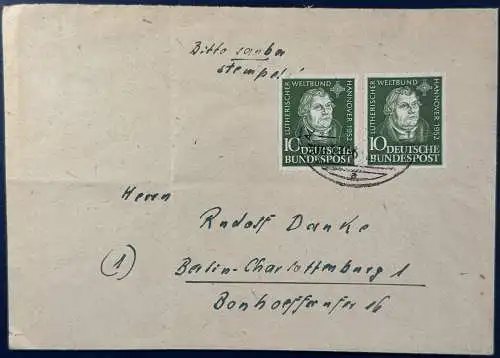 Bitte sauber
stempeln!
LUTHERISCHER
WELTBUND
HANNOVER 1952
10 DEUTSCHE
BUNDESPOST
LUTHERISCHER
WELTBUND
HANNOVER 1952
10 DEUTSCHE
BUNDESPOST
a
Herrn
Rudolf Danke
(1) Berlin-Charlottenburg 1
Bonhoefferufer 16